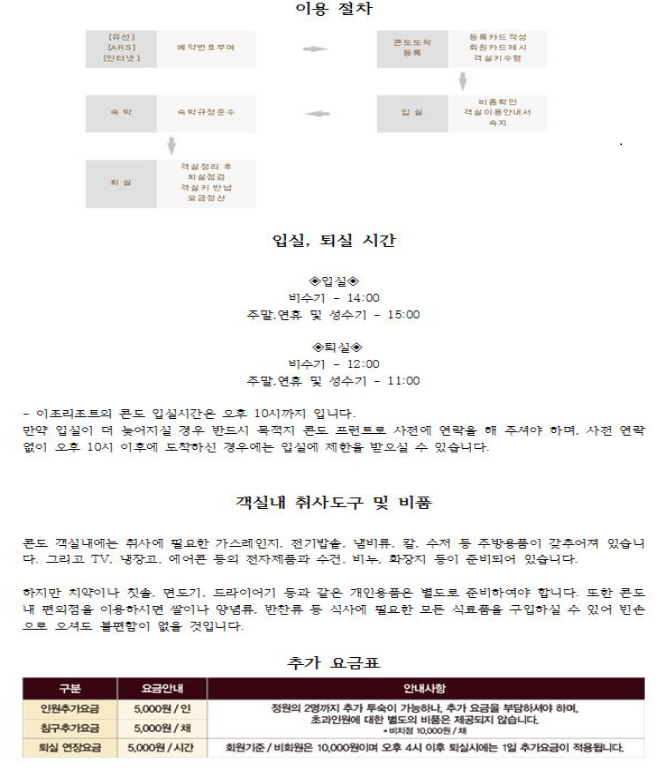 이용 절차
[유선]
[ARS]
[인터넷]
예약번호부여
콘도도착
등록
등록카드작성
회원카드제시
객실키수령
숙 박
숙박규정준수
입 실
비품확인
객실이용안내서
숙지
퇴 실
객실정리 후
퇴실점검
객실키 반납
요금정산
입실, 퇴실 시간
◈입실◈
비수기 - 14:00
주말,연휴 및 성수기 - 15:00
◈퇴실◈
비수기 - 12:00
주말,연휴 및 성수기 - 11:00
- 이조리조트의 콘도 입실시간은 오후 10시까지 입니다.
만약 입실이 더 늦어지실 경우 반드시 목적지 콘도 프런트로 사전에 연락을 해 주셔야 하며, 사전 연락
없이 오후 10시 이후에 도착하신 경우에는 입실에 제한을 받으실 수 있습니다.
객실내 취사도구 및 비품
콘도 객실내에는 취사에 필요한 가스레인지, 전기밥솥, 냄비류, 칼, 수저 등 주방용품이 갖추어져 있습니
다. 그리고 TV, 냉장고, 에어콘 등의 전자제품과 수건, 비누, 화장지 등이 준비되어 있습니다.
하지만 치약이나 칫솔, 면도기, 드라이어기 등과 같은 개인용품은 별도로 준비하여야 합니다. 또한 콘도
내 편의점을 이용하시면 쌀이나 양념류, 반찬류 등 식사에 필요한 모든 식료품을 구입하실 수 있어 빈손
으로 오셔도 불편함이 없을 것입니다.
추가 요금표
구분 요금안내 안내사항
인원추가요금 5,000원 / 인 정원의 2명까지 추가 투숙이 가능하나, 추가 요금을 부담하셔야 하며,
초과인원에 대한 별도의 비품은 제공되지 않습니다.
침구추가요금 5,000원 / 채 * 비치점 10,000원 / 채
퇴실 연장요금 5,000원 / 시간 회원기준 / 비회원은 10,000원이며 오후 4시 이후 퇴실시에는 1일 추가요금이 적용됩니다.